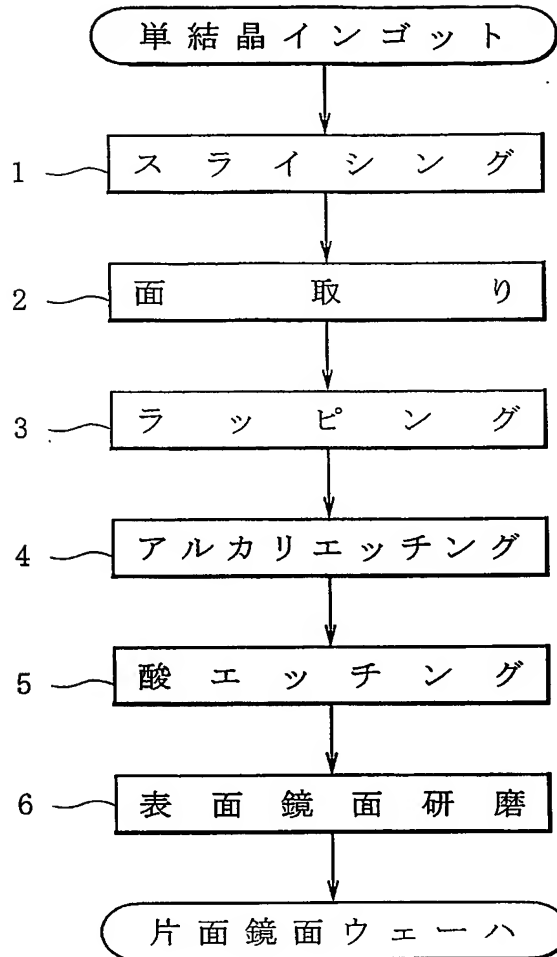 単結晶インゴット
1 スライシング
2 面取り
3 ラッピング
4 アルカリエッチング
5 酸エッチング
6 表面鏡面研磨
片面鏡面ウェーハ